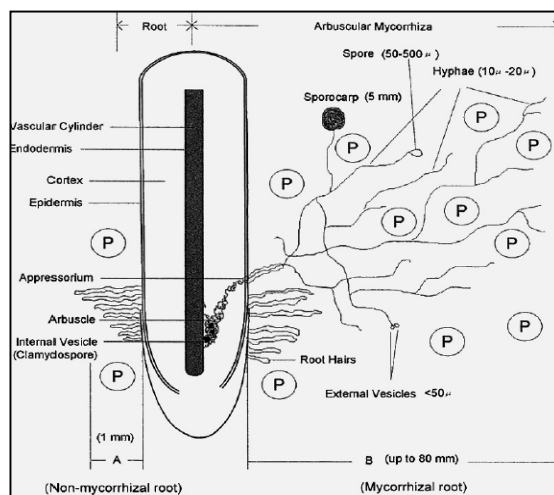 Root
Arbuscular Mycorrhiza
Spore (50-500μ)
Hyphae (10μ-20μ)
Sporocarp (5 mm)
Vascular Cylinder
Endodermis
Cortex
Epidermis
Appressorium
Arbuscle
Internal Vesicle
(Clamydospore)
Root Hairs
External Vesicles <50μ
P
P
P
P
P
P
P
P
P
P
P
(1 mm)
A
B (up to 80 mm)
(Non-mycorrhizal root)
(Mycorrhizal root)